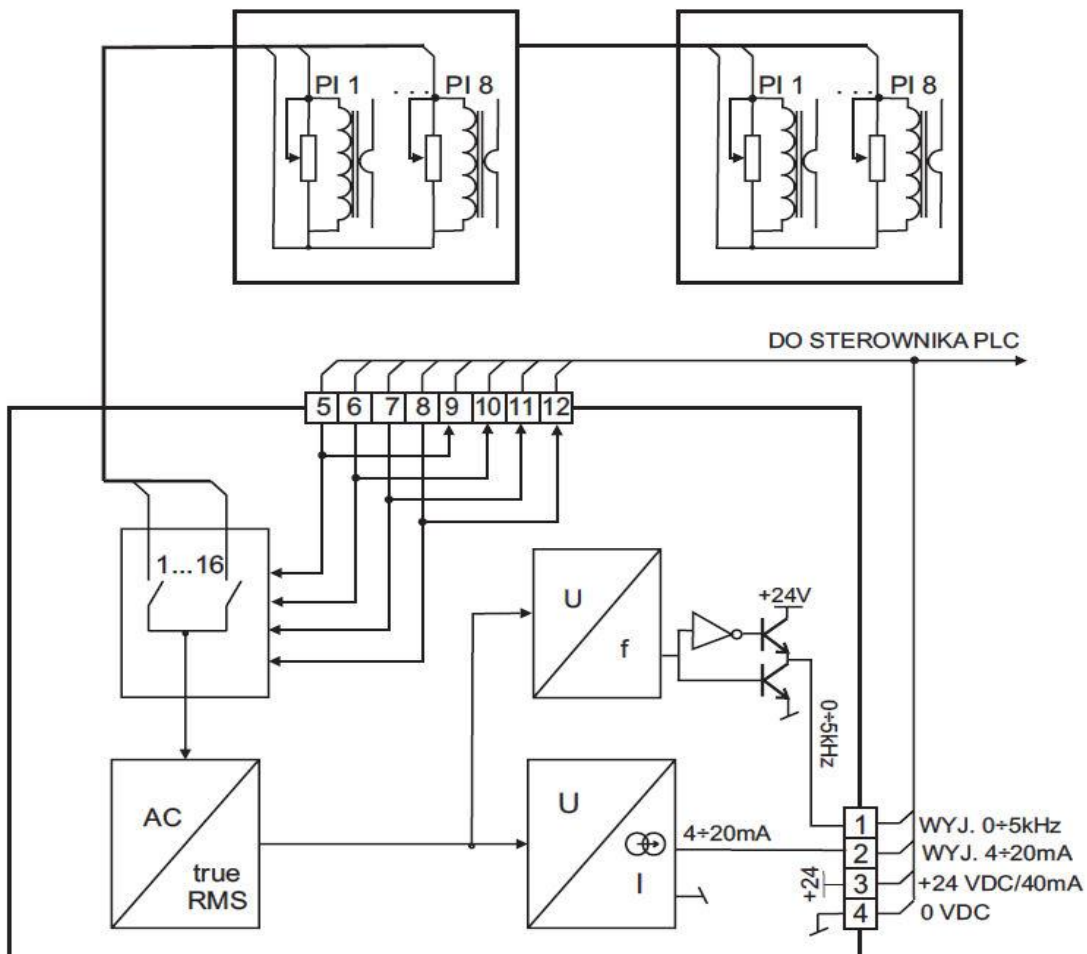 PI 1 . . . PI 8
PI 1 . . . PI 8
DO STEROWNIKA PLC
5 6 7 8 9 10 11 12
1...16
U
f
+24V
0÷5kHz
AC
true
RMS
U
I
4÷20mA
+24
1 WYJ. 0÷5kHz
2 WYJ. 4÷20mA
3 +24 VDC/40mA
4 0 VDC